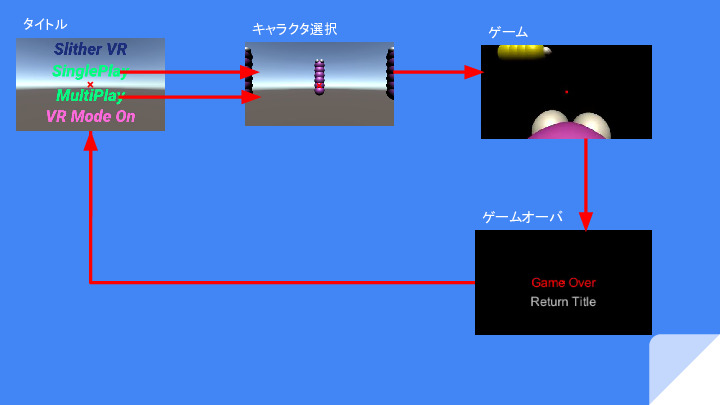 タイトル
Slither VR
SinglePlay
MultiPlay
VR Mode On
キャラクタ選択
ゲーム
ゲームオーバ
Game Over
Return Title